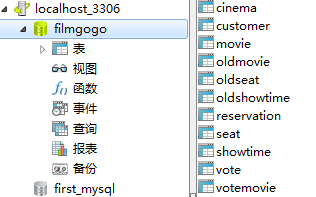 localhost_3306
filmgogo
表
视图
函数
事件
查询
报表
备份
first_mysql
cinema
customer
movie
oldmovie
oldseat
oldshowtime
reservation
seat
showtime
vote
votemovie